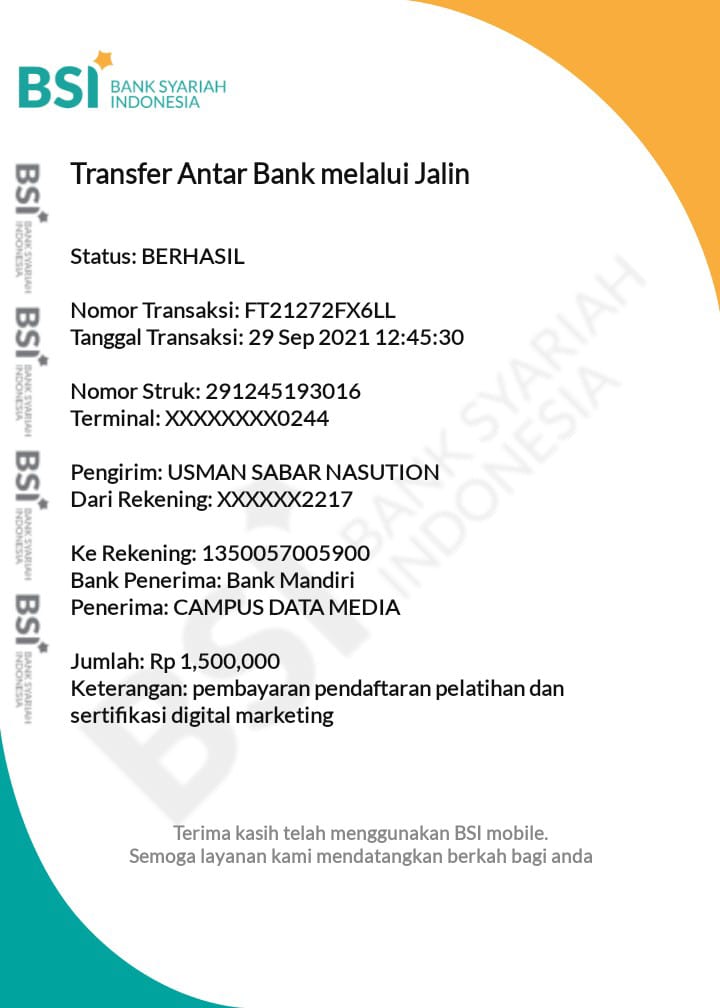 BSI BANK SYARIAH
INDONESIA
Transfer Antar Bank melalui Jalin
Status: BERHASIL
Nomor Transaksi: FT21272FX6LL
Tanggal Transaksi: 29 Sep 2021 12:45:30
Nomor Struk: 291245193016
Terminal: XXXXXXXX0244
Pengirim: USMAN SABAR NASUTION
Dari Rekening: XXXXXX2217
Ke Rekening: 1350057005900
Bank Penerima: Bank Mandiri
Penerima: CAMPUS DATA MEDIA
Jumlah: Rp 1,500,000
Keterangan: pembayaran pendaftaran pelatihan dan
sertifikasi digital marketing
Terima kasih telah menggunakan BSI mobile.
Semoga layanan kami mendatangkan berkah bagi anda
BSI BANK SYARIAH
INDONESIA
BSI BANK SYARIAH
INDONESIA
BSI BANK SYARIAH
INDONESIA
BSI BANK SYARIAH
INDONESIA
BSI BANK SYARIAH
INDONESIA